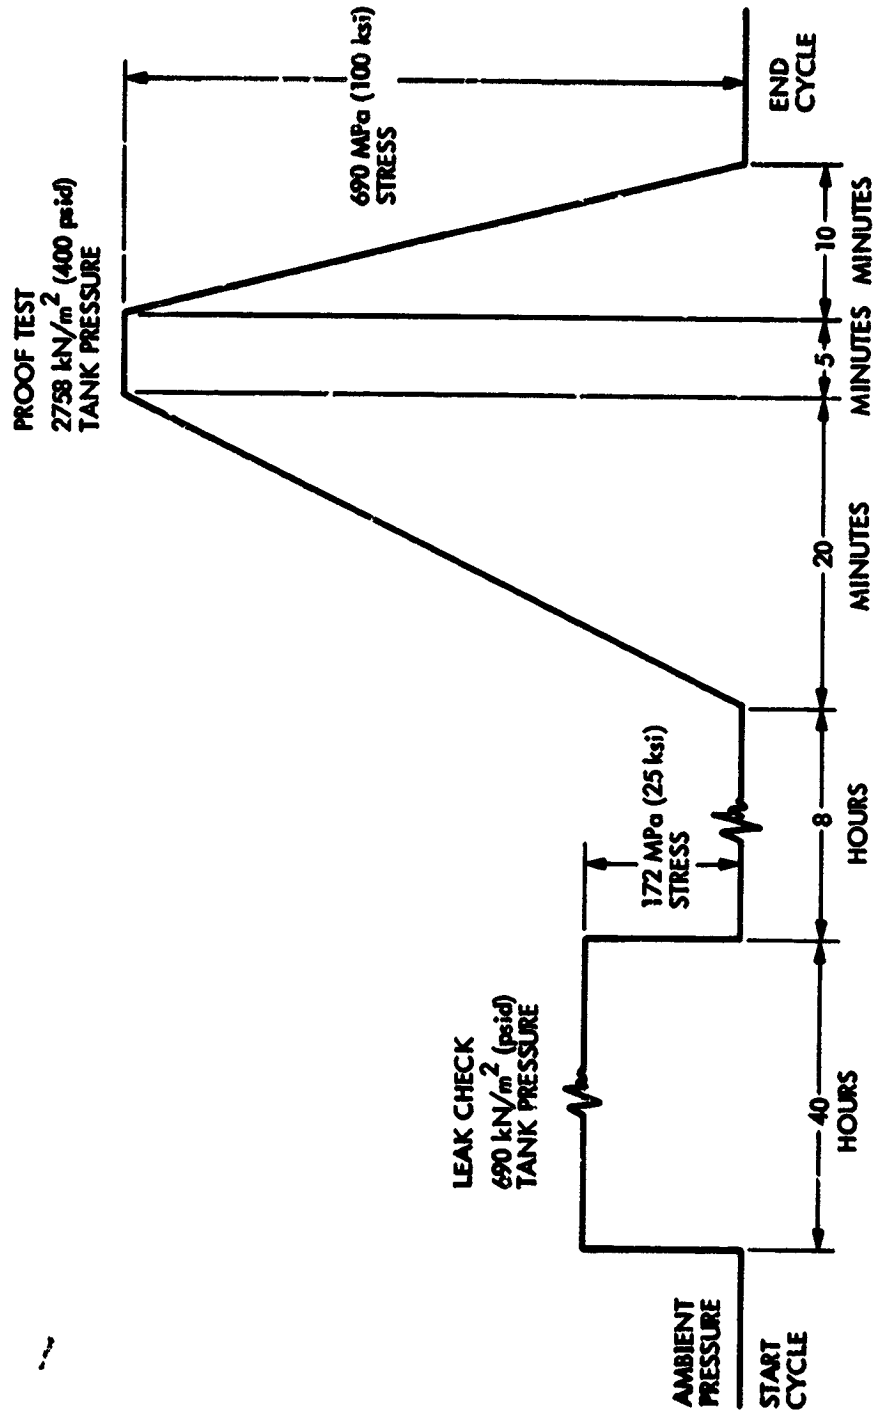 PROOF TEST
2758 kN/m² (400 psid)
TANK PRESSURE
690 MPa (100 ksi)
STRESS
LEAK CHECK
690 kN/m² (psid)
TANK PRESSURE
172 MPa (25 ksi)
STRESS
AMBIENT
PRESSURE
START
CYCLE
40
HOURS
8
HOURS
20
MINUTES
5
MINUTES
10
MINUTES
END
CYCLE